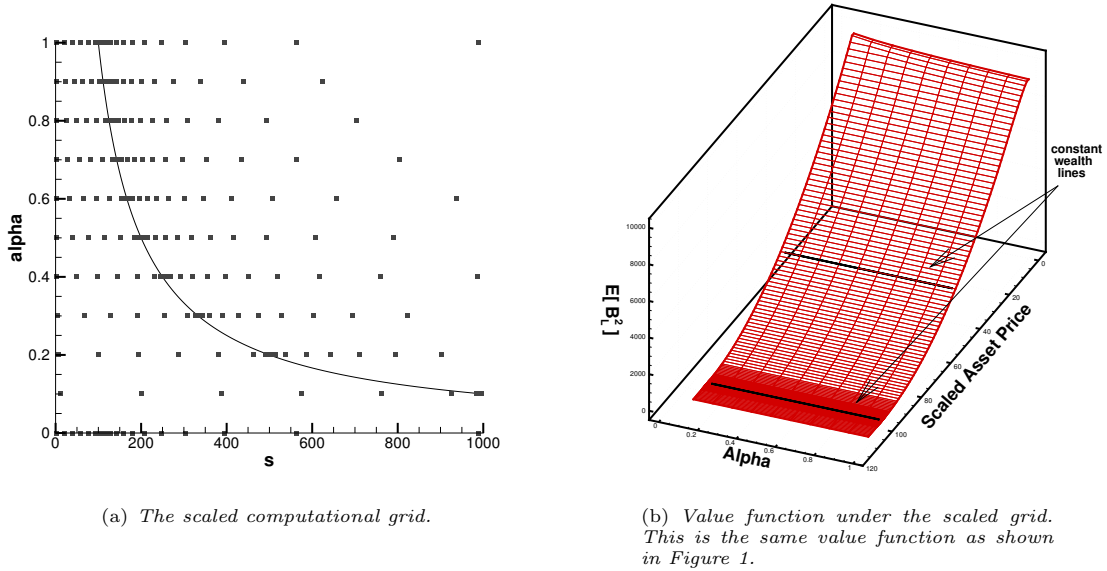 1
0.8
0.6
0.4
0.2
0
alpha
0
200
400
600
800
1000
s
(a) The scaled computational grid.
constant
wealth
lines
10000
8000
6000
4000
2000
0
E[ B_L^2 ]
0
0.2
0.4
0.6
0.8
1
Alpha
0
20
40
60
80
100
120
Scaled Asset Price
(b) Value function under the scaled grid.
This is the same value function as shown
in Figure 1.